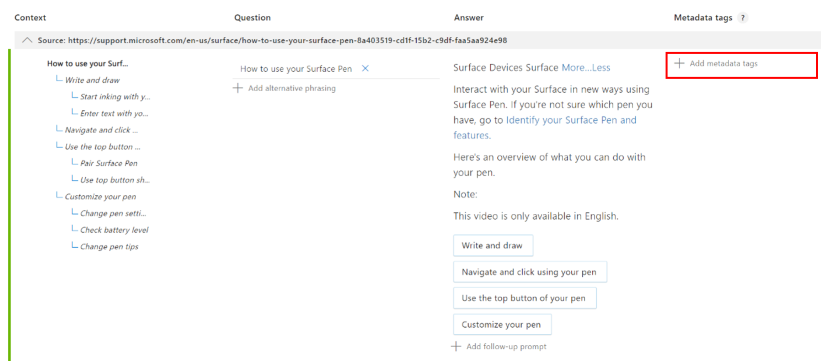 Context Question Answer Metadata tags ?
Source: https://support.microsoft.com/en-us/surface/how-to-use-your-surface-pen-8a403519-cd1f-15b2-c9df-faa5aa924e98
How to use your Surf...
Write and draw
Start inking with y...
Enter text with yo...
Navigate and click ...
Use the top button ...
Pair Surface Pen
Use top button sh...
Customize your pen
Change pen setti...
Check battery level
Change pen tips
How to use your Surface Pen ×
+ Add alternative phrasing
Surface Devices Surface More...Less
Interact with your Surface in new ways using
Surface Pen. If you're not sure which pen you
have, go to Identify your Surface Pen and
features.
Here's an overview of what you can do with
your pen.
Note:
This video is only available in English.
Write and draw
Navigate and click using your pen
Use the top button of your pen
Customize your pen
+ Add follow-up prompt
+ Add metadata tags